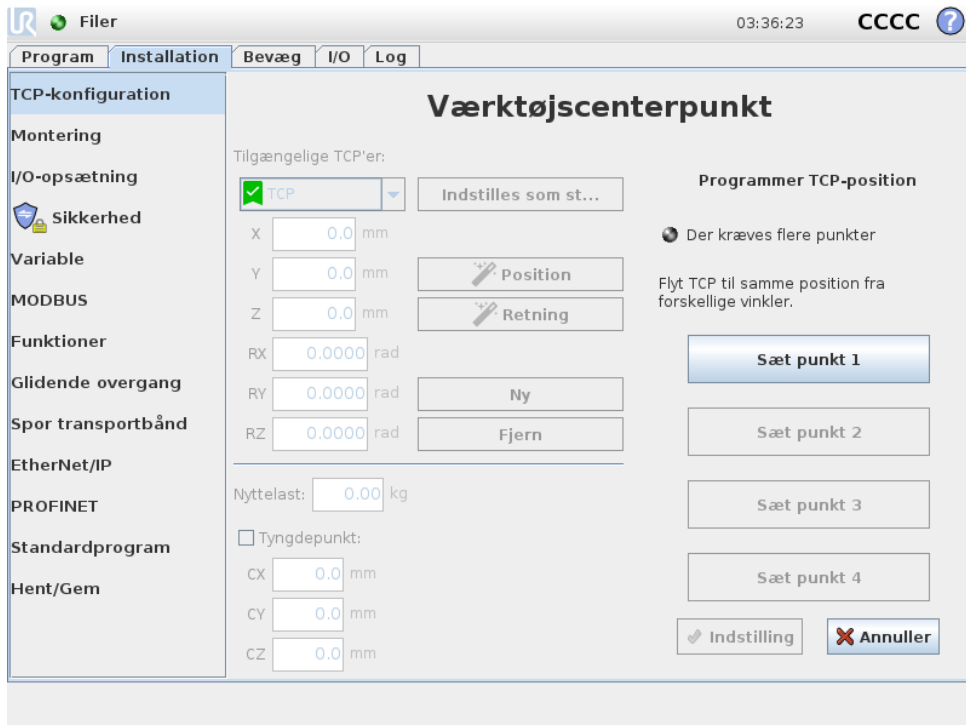 UR Filer 03:36:23 CCCC ?
Program Installation Bevæg I/O Log
TCP-konfiguration
Montering
I/O-opsætning
Sikkerhed
Variable
MODBUS
Funktioner
Glidende overgang
Spor transportbånd
EtherNet/IP
PROFINET
Standardprogram
Hent/Gem
Værktøjscenterpunkt
Tilgængelige TCP'er:
TCP Indstilles som st...
X 0.0 mm
Y 0.0 mm Position
Z 0.0 mm Retning
RX 0.0000 rad
RY 0.0000 rad Ny
RZ 0.0000 rad Fjern
Nyttelast: 0.00 kg
Tyngdepunkt:
CX 0.0 mm
CY 0.0 mm
CZ 0.0 mm
Programmer TCP-position
Der kræves flere punkter
Flyt TCP til samme position fra
forskellige vinkler.
Sæt punkt 1
Sæt punkt 2
Sæt punkt 3
Sæt punkt 4
Indstilling Annuller